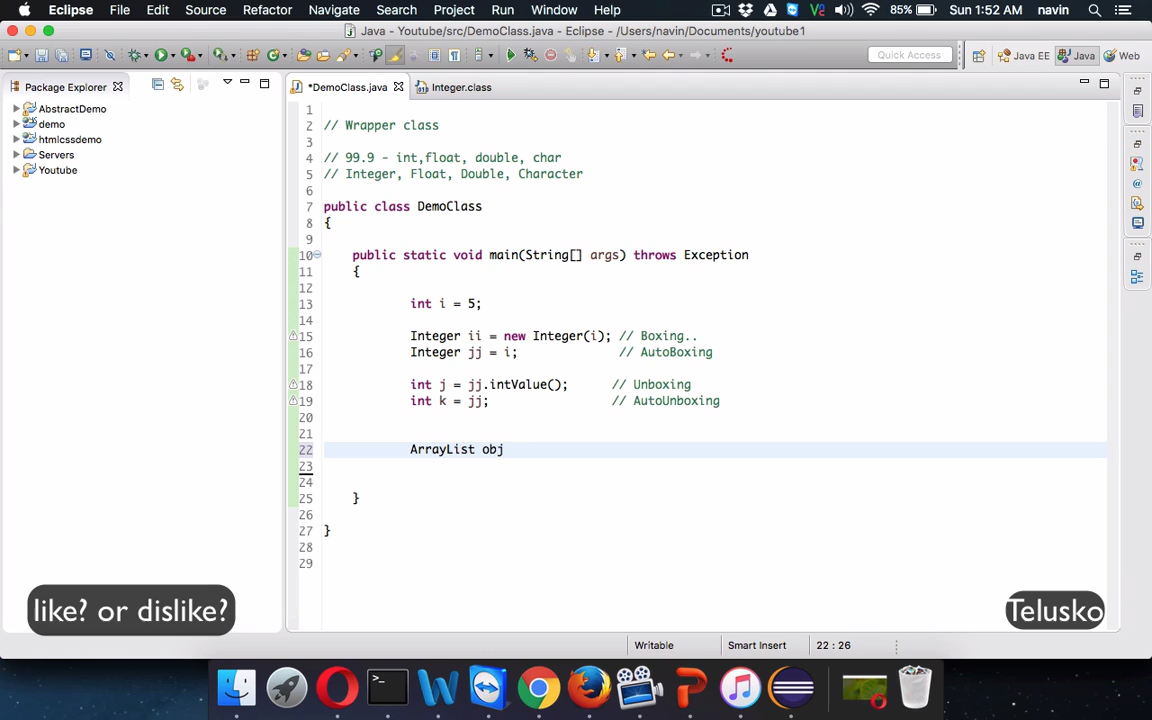 Eclipse File Edit Source Refactor Navigate Search Project Run Window Help 85% Sun 1:52 AM navin
Java - Youtube/src/DemoClass.java - Eclipse - /Users/navin/Documents/youtube1
Quick Access Java EE Java Web
Package Explorer
AbstractDemo
demo
htmlcssdemo
Servers
Youtube
*DemoClass.java Integer.class
1
2 // Wrapper class
3
4 // 99.9 - int,float, double, char
5 // Integer, Float, Double, Character
6
7 public class DemoClass
8 {
9
10 public static void main(String[] args) throws Exception
11 {
12
13 int i = 5;
14
15 Integer ii = new Integer(i); // Boxing..
16 Integer jj = i; // AutoBoxing
17
18 int j = jj.intValue(); // Unboxing
19 int k = jj; // AutoUnboxing
20
21
22 ArrayList obj
23
24
25 }
26
27 }
28
29
like? or dislike?
Telusko
Writable Smart Insert 22 : 26